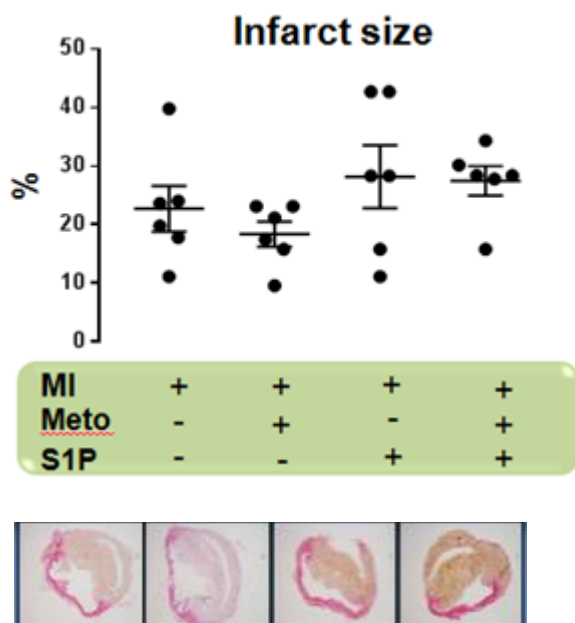 Infarct size
50
40
30
20
10
0
%
MI + + + +
Meto - + - +
S1P - - + +